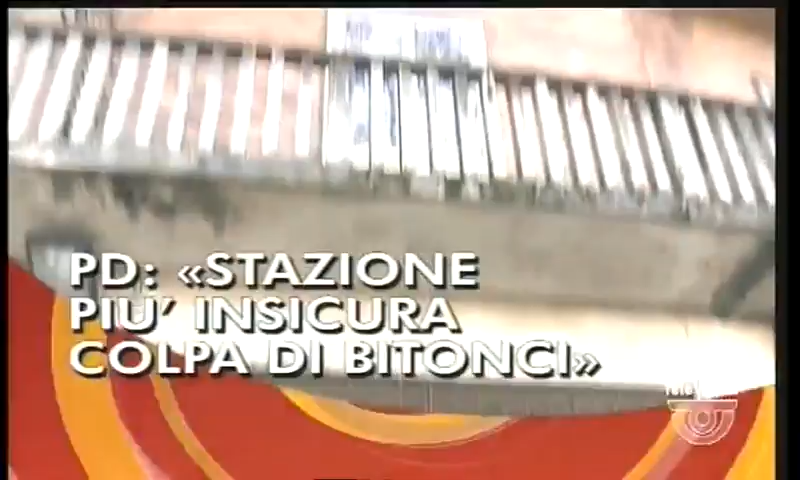 PD: «STAZIONE
PIU' INSICURA
COLPA DI BITONCI»